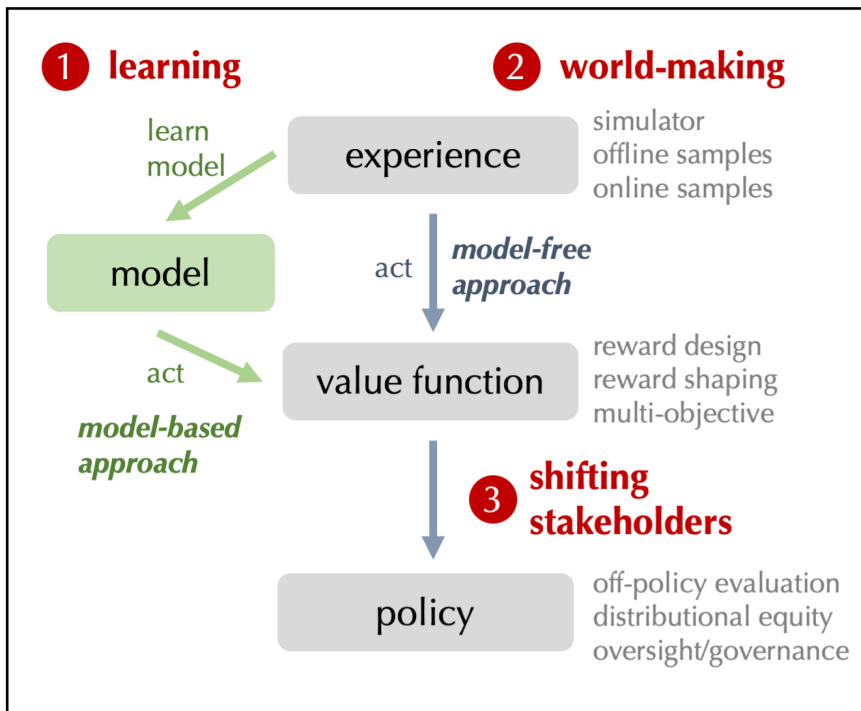 1 learning
2 world-making
learn
model
experience
simulator
offline samples
online samples
model
act
model-free
approach
act
model-based
approach
value function
reward design
reward shaping
multi-objective
3 shifting
stakeholders
policy
off-policy evaluation
distributional equity
oversight/governance